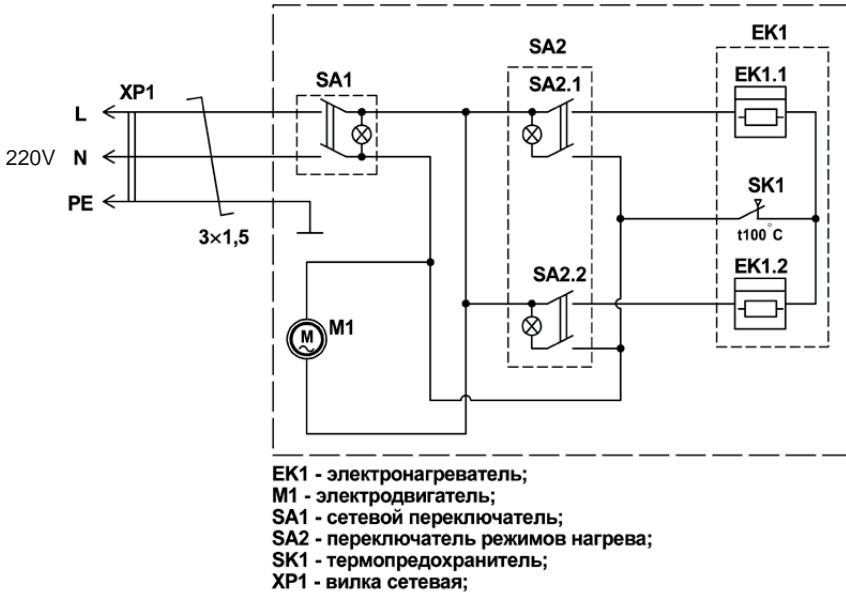 EK1
SA2
SA1
SA2.1
EK1.1
XP1
L
220V N
PE
3×1,5
SK1
t100°C
SA2.2
EK1.2
M
M1
EK1 - электронагреватель;
M1 - электродвигатель;
SA1 - сетевой переключатель;
SA2 - переключатель режимов нагрева;
SK1 - термопредохранитель;
XP1 - вилка сетевая;